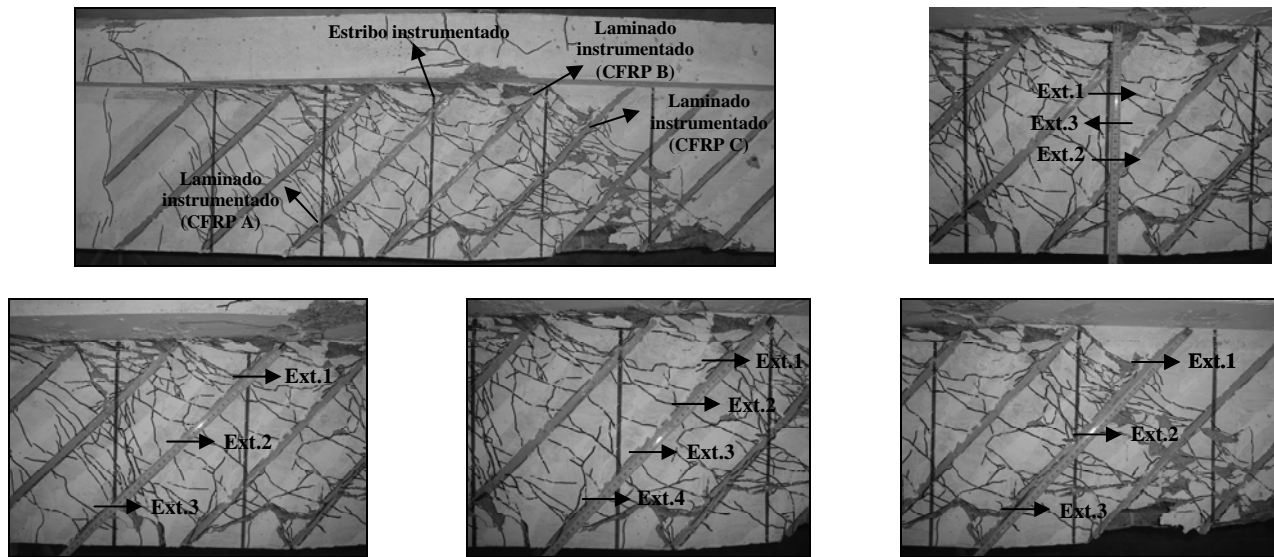 Estribo instrumentado
Laminado
instrumentado
(CFRP B)
Laminado
instrumentado
(CFRP C)
Laminado
instrumentado
(CFRP A)
Ext.1
Ext.3
Ext.2
Ext.1
Ext.2
Ext.3
Ext.1
Ext.2
Ext.3
Ext.4
Ext.1
Ext.2
Ext.3